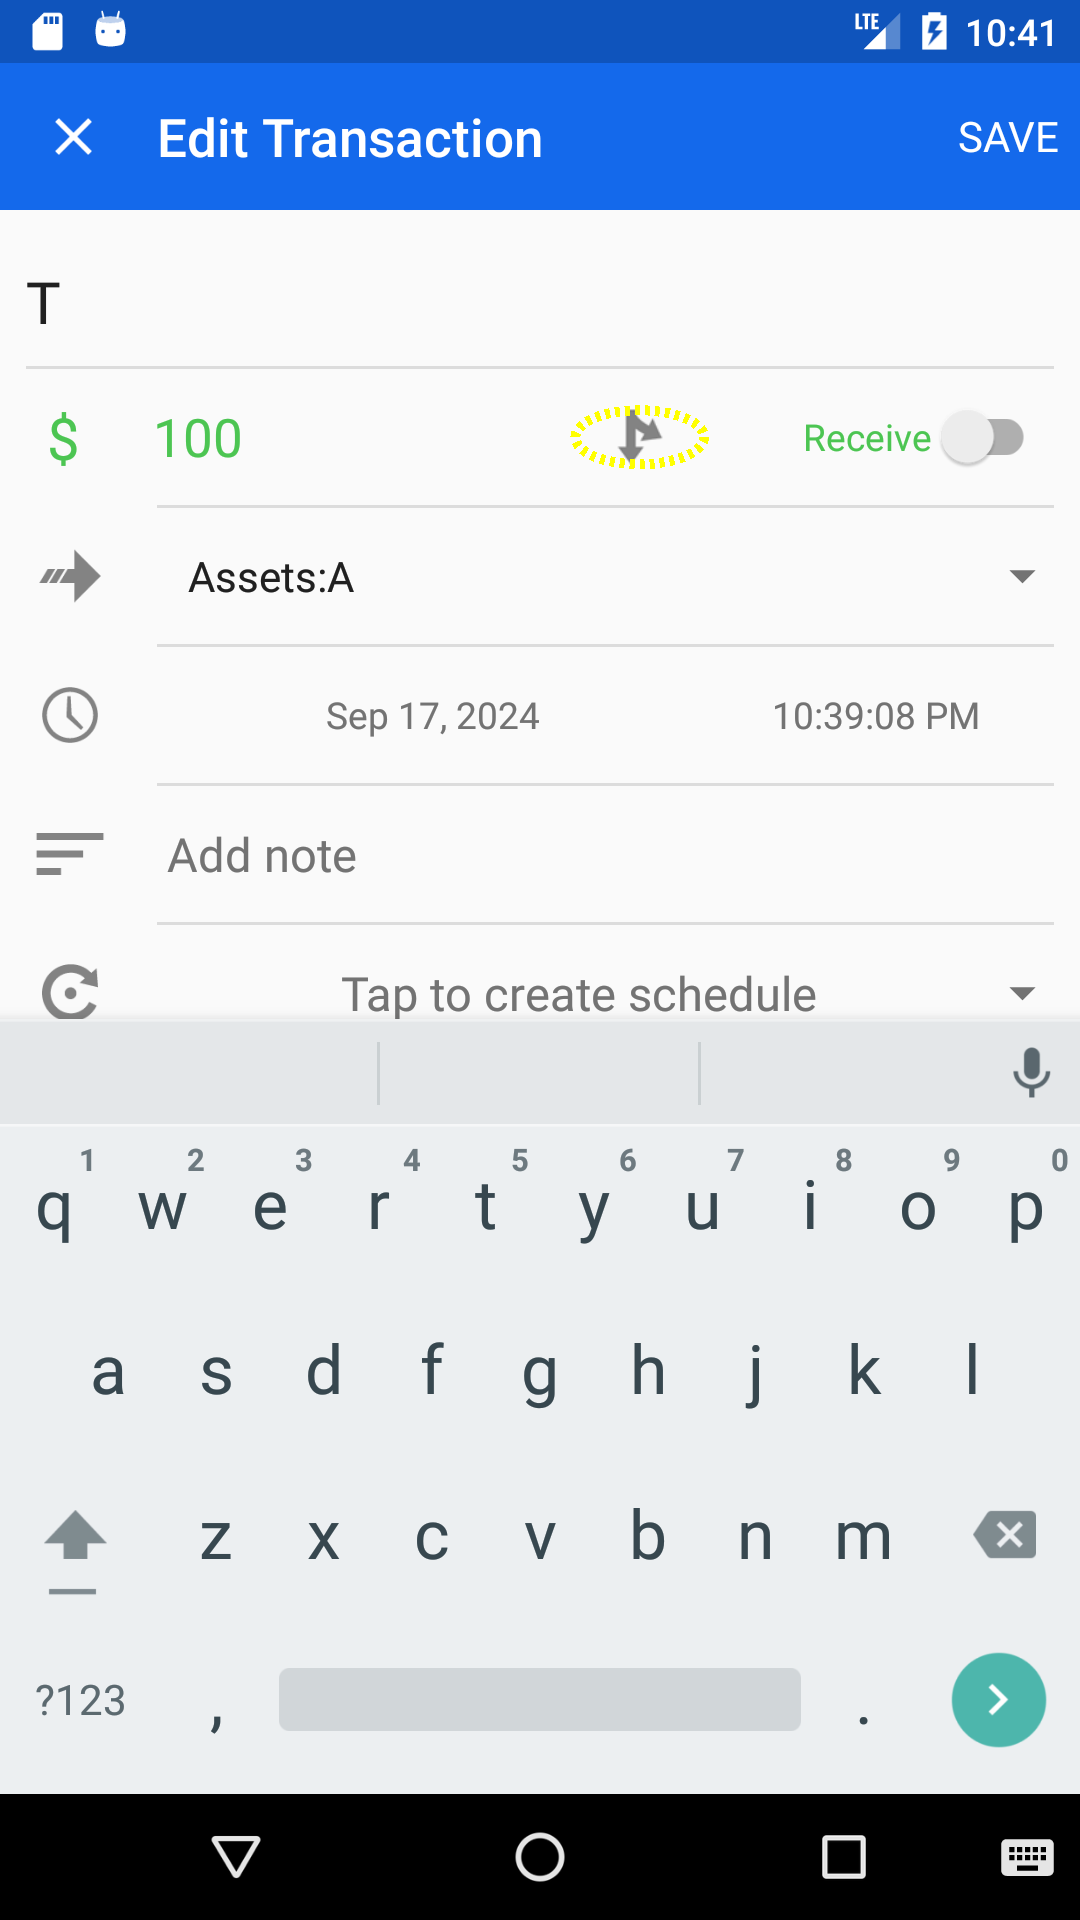 LTE 10:41
Edit Transaction SAVE
T
$ 100 Receive
Assets:A
Sep 17, 2024 10:39:08 PM
Add note
Tap to create schedule
1 2 3 4 5 6 7 8 9 0
q w e r t y u i o p
a s d f g h j k l
z x c v b n m
?123 , .